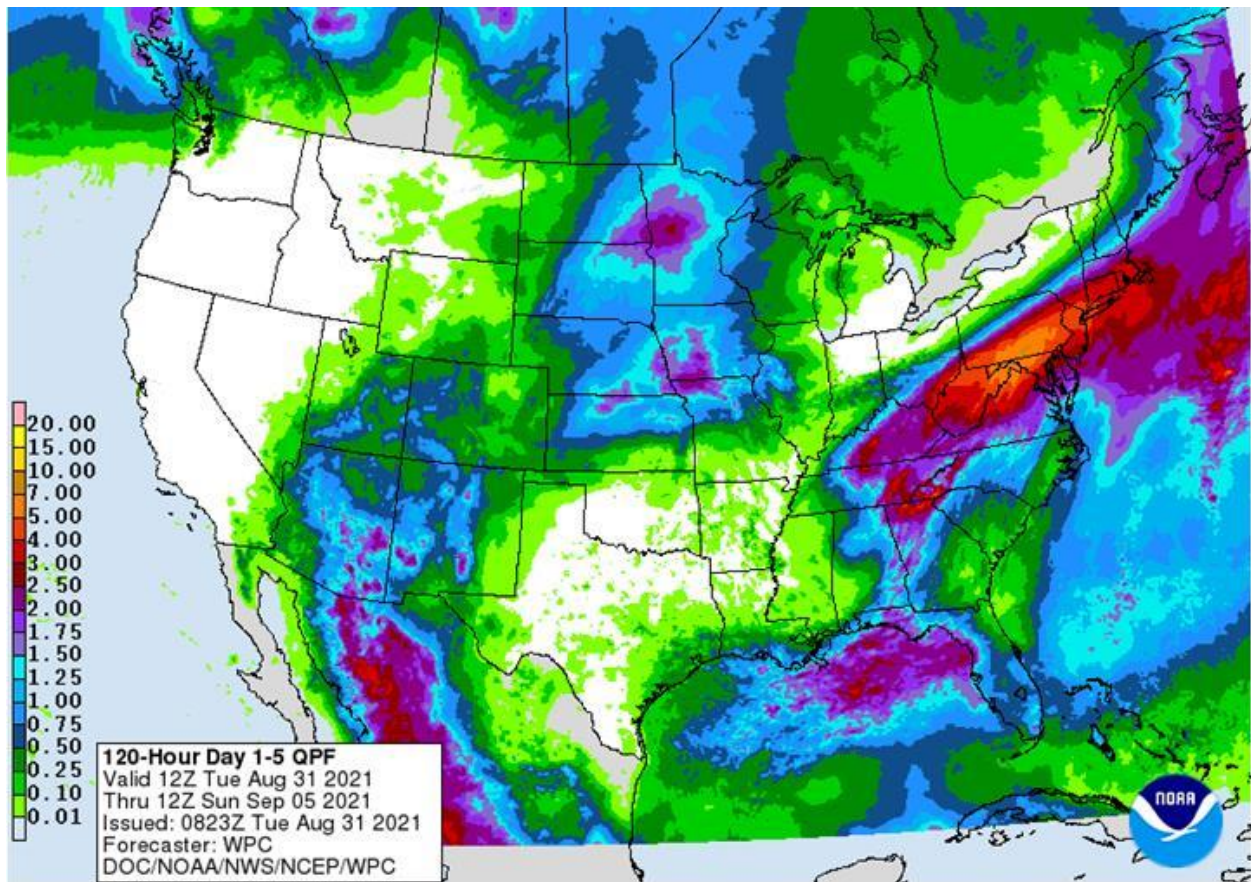 20.00
15.00
10.00
7.00
5.00
4.00
3.00
2.50
2.00
1.75
1.50
1.25
1.00
0.75
0.50
0.25
0.10
0.01
120-Hour Day 1-5 QPF
Valid 12Z Tue Aug 31 2021
Thru 12Z Sun Sep 05 2021
Issued: 0823Z Tue Aug 31 2021
Forecaster: WPC
DOC/NOAA/NWS/NCEP/WPC
NOAA